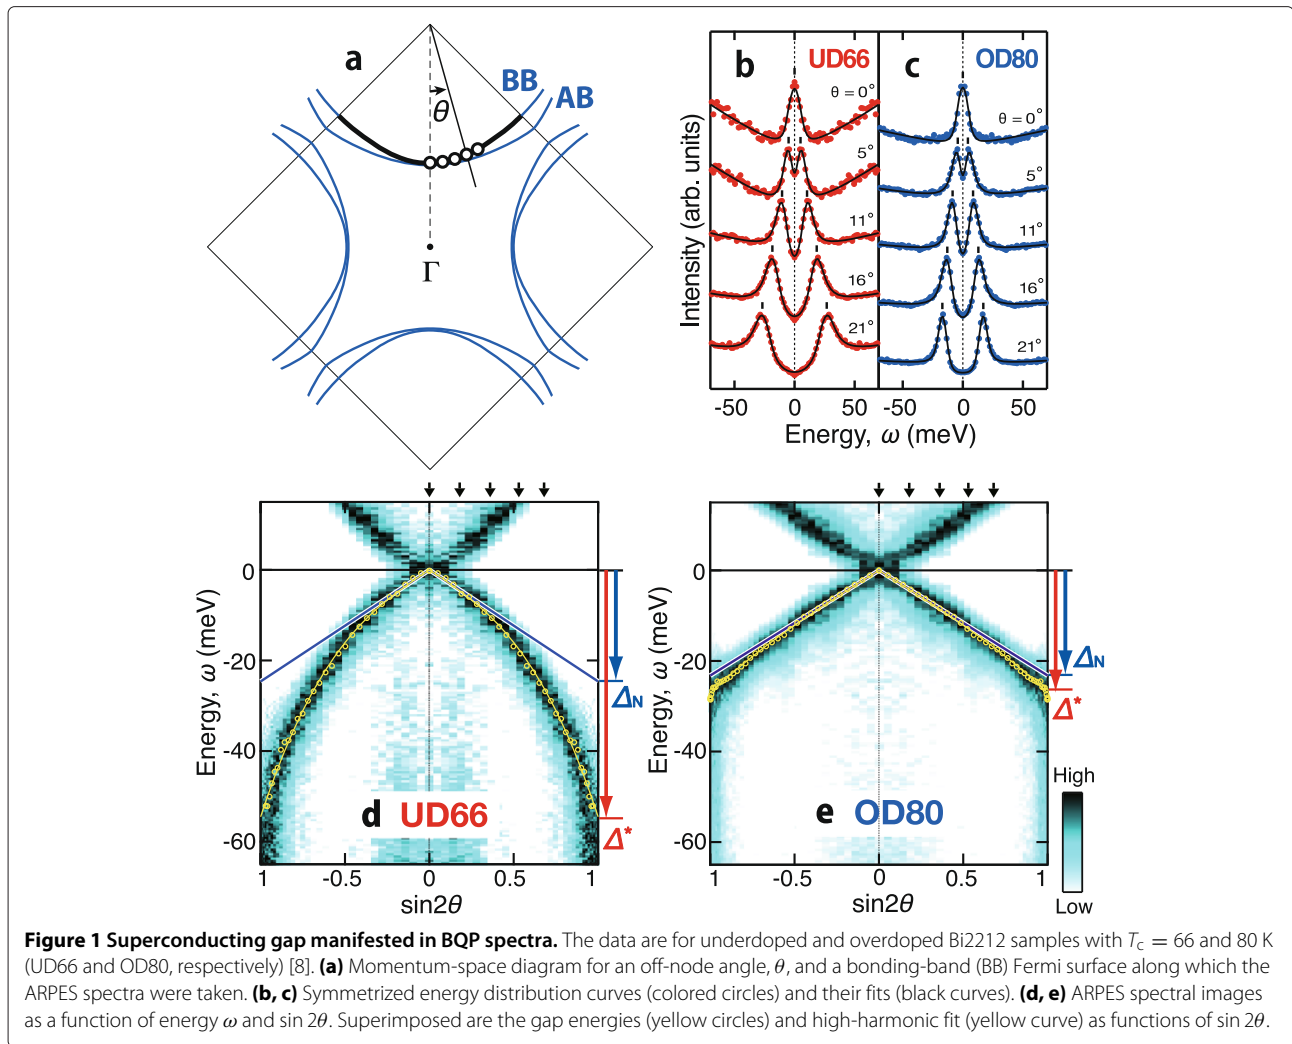 a
BB
AB
θ
Γ
b
UD66
c
OD80
θ = 0°
5°
11°
16°
21°
θ = 0°
5°
11°
16°
21°
Intensity (arb. units)
-50 0 50
-50 0 50
Energy, ω (meV)
Energy, ω (meV)
0
-20
-40
-60
ΔN
Δ*
d UD66
1 -0.5 0 0.5 1
sin2θ
Energy, ω (meV)
0
-20
-40
-60
ΔN
Δ*
e OD80
1 -0.5 0 0.5 1
sin2θ
High
Low
Figure 1 Superconducting gap manifested in BQP spectra. The data are for underdoped and overdoped Bi2212 samples with Tc = 66 and 80 K
(UD66 and OD80, respectively) [8]. (a) Momentum-space diagram for an off-node angle, θ, and a bonding-band (BB) Fermi surface along which the
ARPES spectra were taken. (b, c) Symmetrized energy distribution curves (colored circles) and their fits (black curves). (d, e) ARPES spectral images
as a function of energy ω and sin 2θ. Superimposed are the gap energies (yellow circles) and high-harmonic fit (yellow curve) as functions of sin 2θ.